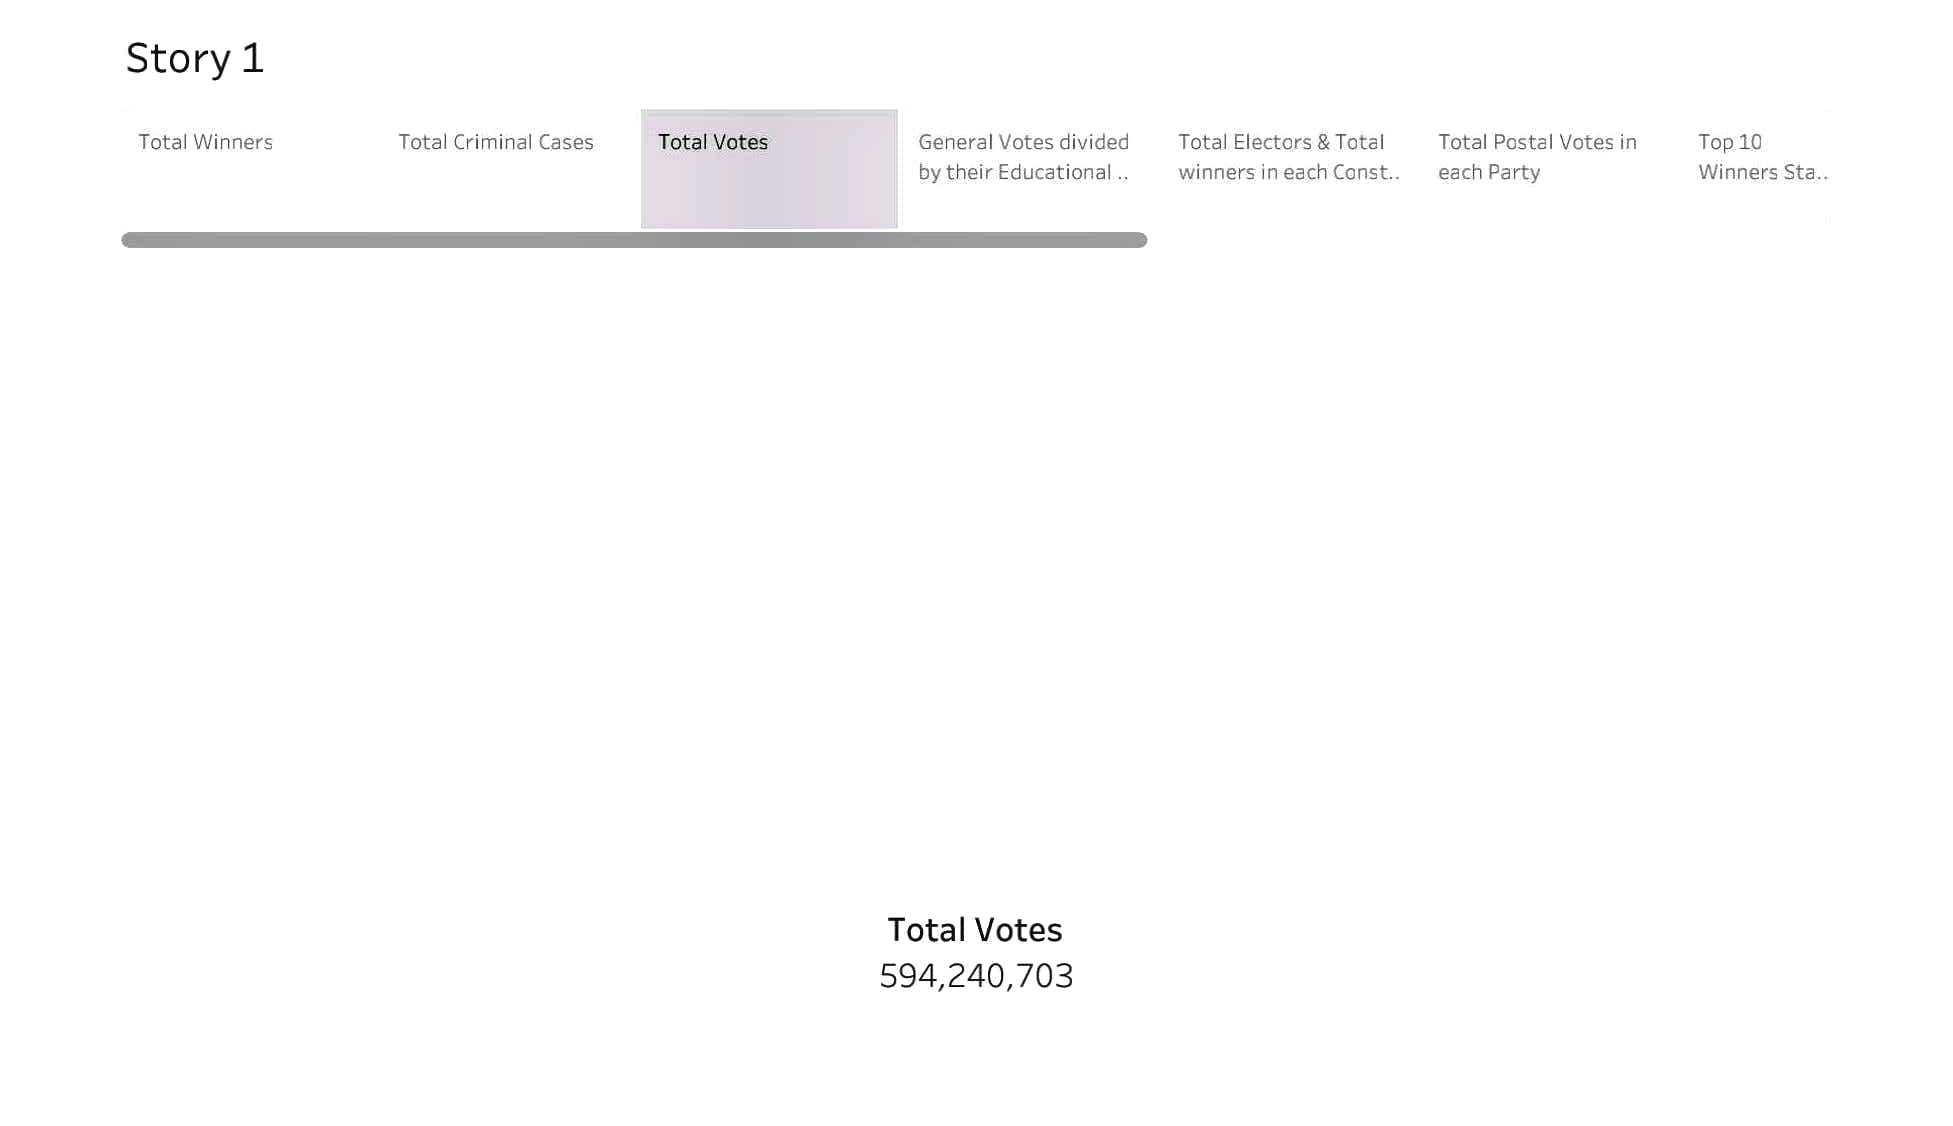 Story 1
Total Winners
Total Criminal Cases
Total Votes
General Votes divided
by their Educational ..
Total Electors & Total
winners in each Const..
Total Postal Votes in
each Party
Top 10
Winners Sta..
Total Votes
594,240,703